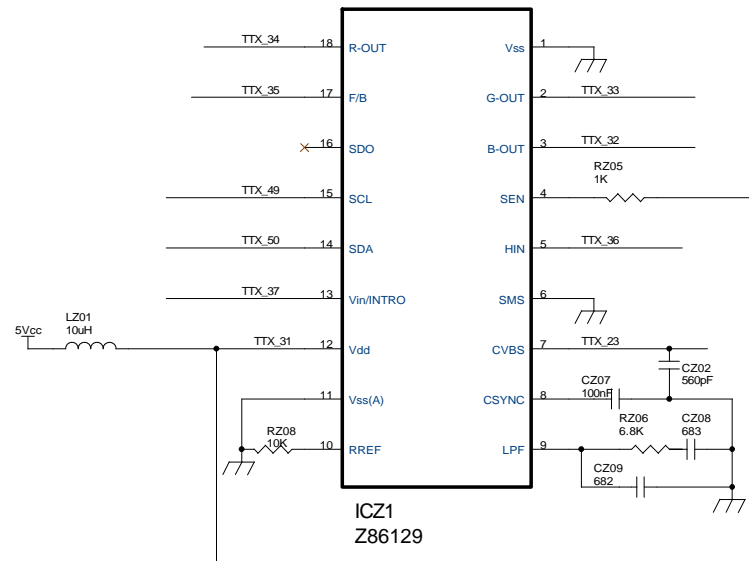 TTX_34 18 R-OUT Vss 1
TTX_35 17 F/B G-OUT 2 TTX_33
16 SDO B-OUT 3 TTX_32
RZ05
1K
TTX_49 15 SCL SEN 4
TTX_50 14 SDA HIN 5 TTX_36
TTX_37 13 Vin/INTRO SMS 6
LZ01
10uH
5Vcc TTX_31 12 Vdd CVBS 7 TTX_23
CZ02
560pF
CZ07
100nF
11 Vss(A) CSYNC 8
RZ06
6.8K
CZ08
683
RZ08
10K
10 RREF LPF 9
CZ09
682
ICZ1
Z86129